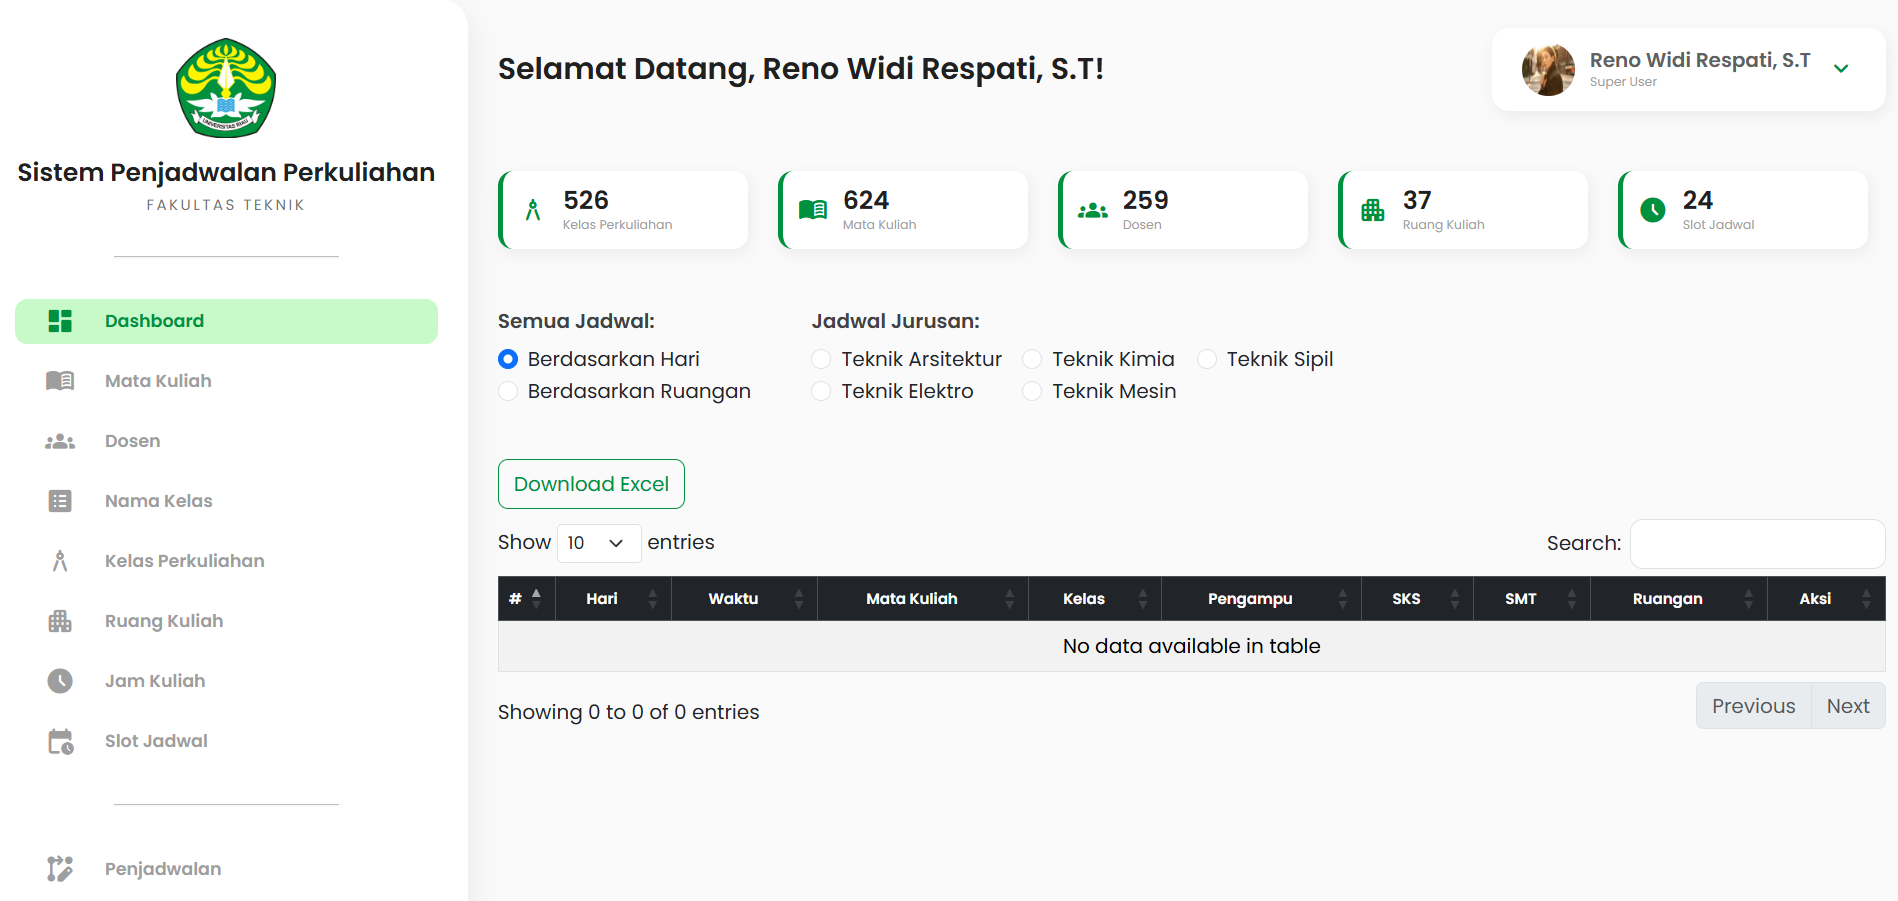 UNIVERSITAS RIAU
Sistem Penjadwalan Perkuliahan
FAKULTAS TEKNIK
Dashboard
Mata Kuliah
Dosen
Nama Kelas
Kelas Perkuliahan
Ruang Kuliah
Jam Kuliah
Slot Jadwal
Penjadwalan
Selamat Datang, Reno Widi Respati, S.T!
Reno Widi Respati, S.T
Super User
526
Kelas Perkuliahan
624
Mata Kuliah
259
Dosen
37
Ruang Kuliah
24
Slot Jadwal
Semua Jadwal:
Berdasarkan Hari
Berdasarkan Ruangan
Jadwal Jurusan:
Teknik Arsitektur Teknik Kimia Teknik Sipil
Teknik Elektro Teknik Mesin
Download Excel
Show 10 entries
Search:
# Hari Waktu Mata Kuliah Kelas Pengampu SKS SMT Ruangan Aksi
No data available in table
Showing 0 to 0 of 0 entries
Previous Next